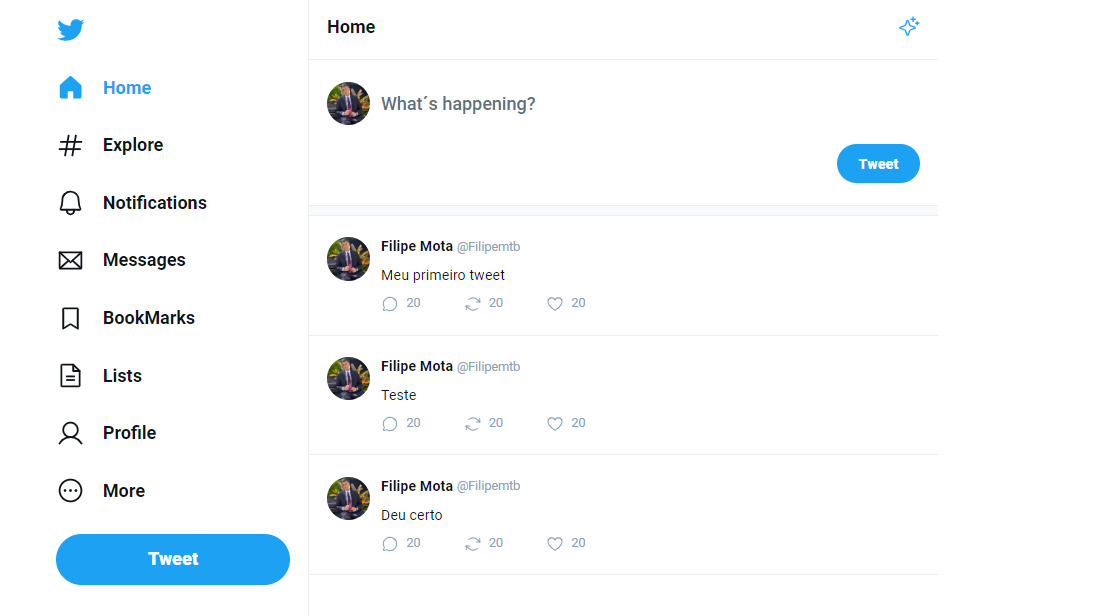 Home
Explore
Notifications
Messages
BookMarks
Lists
Profile
More
Tweet
Home
What´s happening?
Tweet
Filipe Mota @Filipemtb
Meu primeiro tweet
20 20 20
Filipe Mota @Filipemtb
Teste
20 20 20
Filipe Mota @Filipemtb
Deu certo
20 20 20